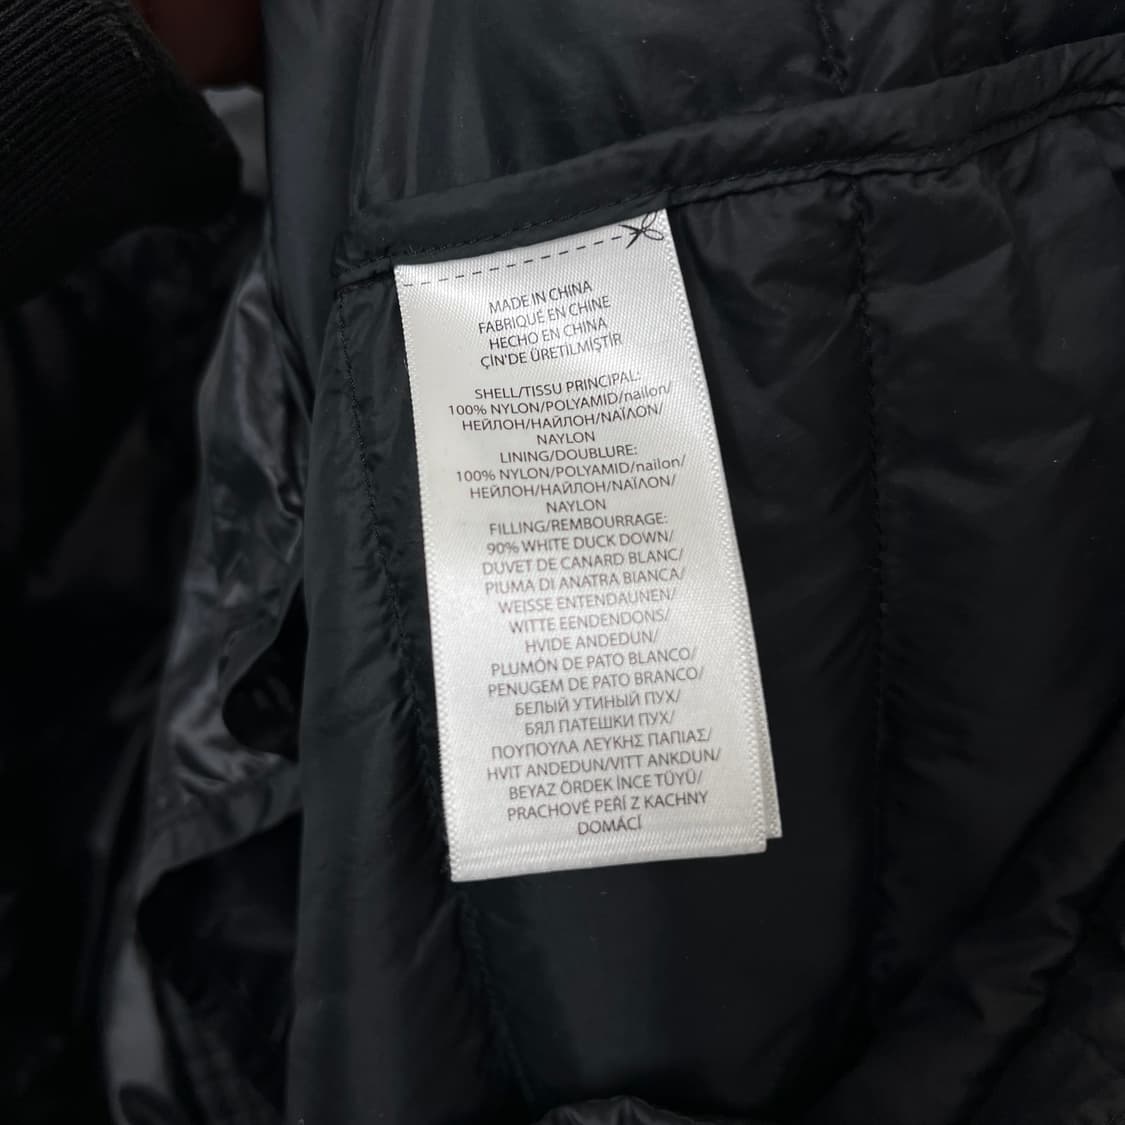 MADE IN CHINA
FABRIQUÉ EN CHINE
HECHO EN CHINA
ÇİN'DE ÜRETİLMİŞTİR
SHELL/TISSU PRINCIPAL:
100% NYLON/POLYAMID/nailon/
НЕЙЛОН/НАЙЛОН/ΝΑΪΛΟΝ/
NAYLON
LINING/DOUBLURE:
100% NYLON/POLYAMID/nailon/
НЕЙЛОН/НАЙЛОН/ΝΑΪΛΟΝ/
NAYLON
FILLING/REMBOURRAGE:
90% WHITE DUCK DOWN/
DUVET DE CANARD BLANC/
PIUMA DI ANATRA BIANCA/
WEISSE ENTENDAUNEN/
WITTE EENDENDONS/
HVIDE ANDEDUN/
PLUMÓN DE PATO BLANCO/
PENUGEM DE PATO BRANCO/
БЕЛЫЙ УТИНЫЙ ПУХ/
БЯЛ ПАТЕШКИ ПУХ/
ΠΟΥΠΟΥΛΑ ΛΕΥΚΗΣ ΠΑΠΙΑΣ/
HVIT ANDEDUN/VITT ANKDUN/
BEYAZ ÖRDEK İNCE TÜYÜ/
PRACHOVÉ PEŘÍ Z KACHNY
DOMÁCÍ